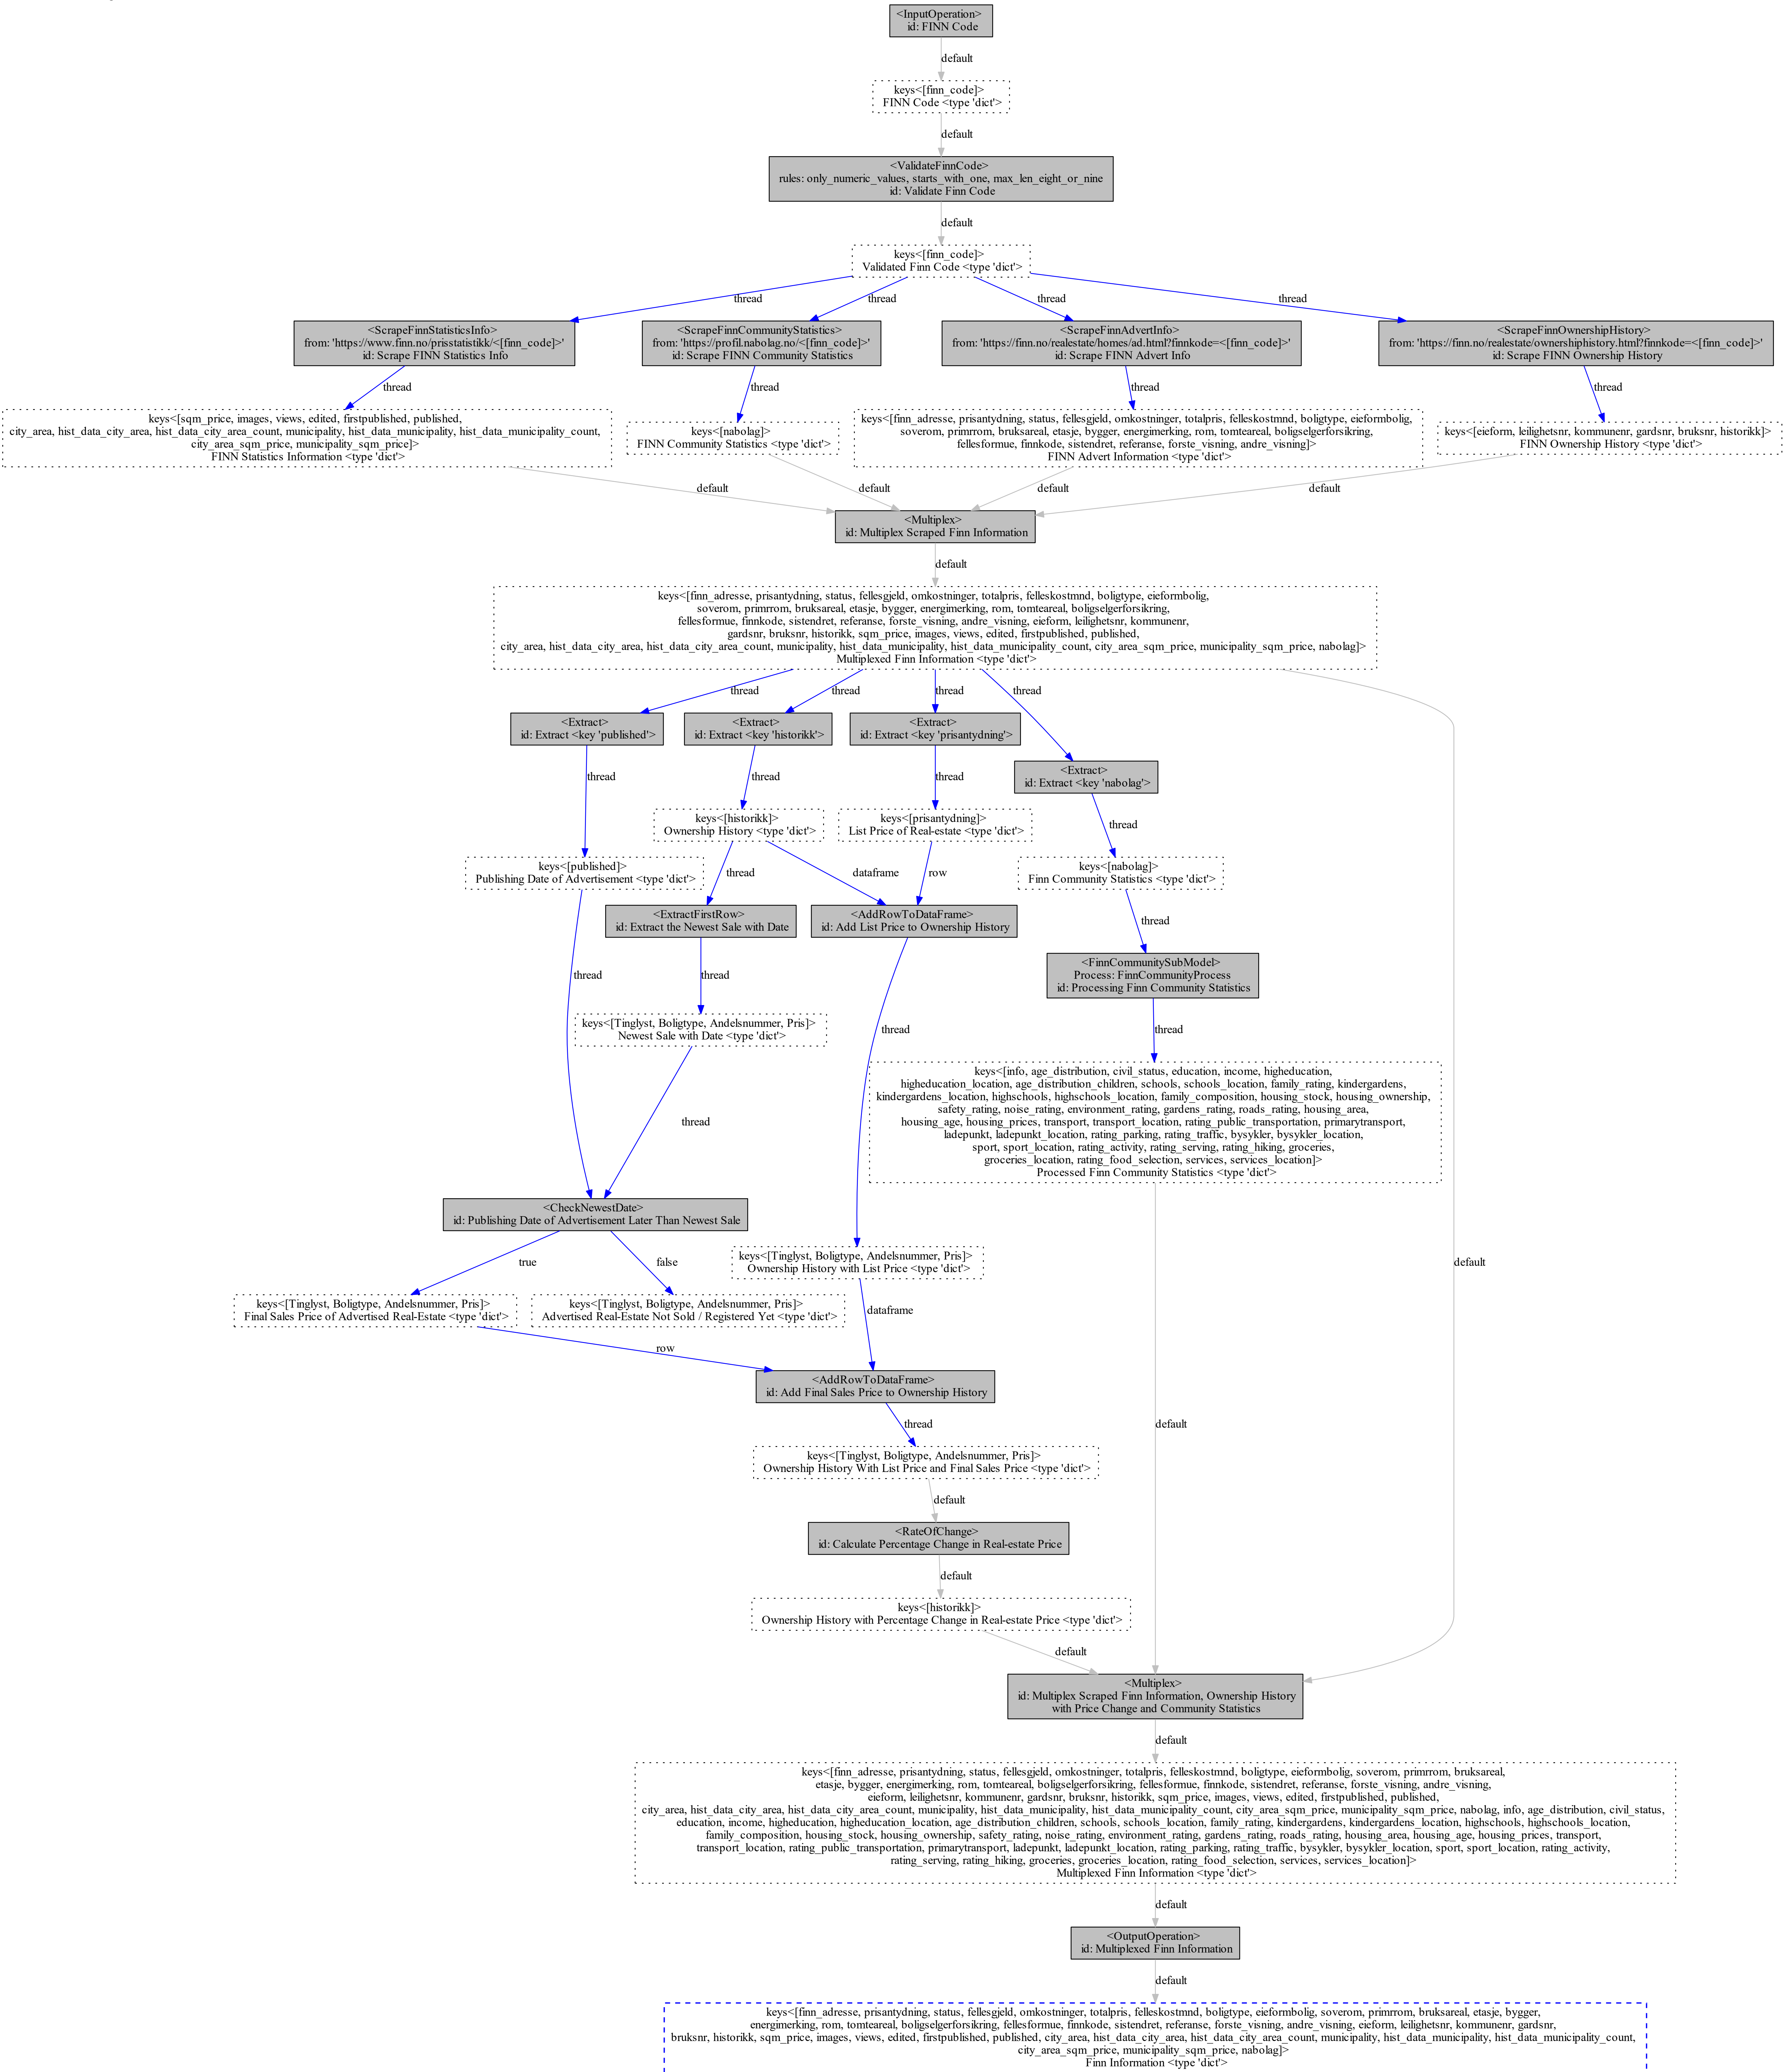 <InputOperation>
id: FINN Code
default
keys<[finn_code]>
FINN Code <type 'dict'>
default
<ValidateFinnCode>
rules: only_numeric_values, starts_with_one, max_len_eight_or_nine
id: Validate Finn Code
default
keys<[finn_code]>
Validated Finn Code <type 'dict'>
thread
thread
thread
thread
<ScrapeFinnStatisticsInfo>
from: 'https://www.finn.no/prisstatistikk/<[finn_code]>'
id: Scrape FINN Statistics Info
<ScrapeFinnCommunityStatistics>
from: 'https://profil.nabolag.no/<[finn_code]>'
id: Scrape FINN Community Statistics
<ScrapeFinnAdvertInfo>
from: 'https://finn.no/realestate/homes/ad.html?finnkode=<[finn_code]>'
id: Scrape FINN Advert Info
<ScrapeFinnOwnershipHistory>
from: 'https://finn.no/realestate/ownershiphistory.html?finnkode=<[finn_code]>'
id: Scrape FINN Ownership History
thread
thread
thread
thread
keys<[sqm_price, images, views, edited, firstpublished, published,
city_area, hist_data_city_area, hist_data_city_area_count, municipality, hist_data_municipality, hist_data_municipality_count,
city_area_sqm_price, municipality_sqm_price]>
FINN Statistics Information <type 'dict'>
keys<[nabolag]>
FINN Community Statistics <type 'dict'>
keys<[finn_adresse, prisantydning, status, fellesgjeld, omkostninger, totalpris, felleskostmnd, boligtype, eieformbolig,
soverom, primrrom, bruksareal, etasje, bygger, energimerking, rom, tomteareal, boligselgerforsikring,
fellesformue, finnkode, sistendret, referanse, forste_visning, andre_visning]>
FINN Advert Information <type 'dict'>
keys<[eieform, leilighetsnr, kommunenr, gardsnr, bruksnr, historikk]>
FINN Ownership History <type 'dict'>
default
default
default
default
<Multiplex>
id: Multiplex Scraped Finn Information
default
keys<[finn_adresse, prisantydning, status, fellesgjeld, omkostninger, totalpris, felleskostmnd, boligtype, eieformbolig,
soverom, primrrom, bruksareal, etasje, bygger, energimerking, rom, tomteareal, boligselgerforsikring,
fellesformue, finnkode, sistendret, referanse, forste_visning, andre_visning, eieform, leilighetsnr, kommunenr,
gardsnr, bruksnr, historikk, sqm_price, images, views, edited, firstpublished, published,
city_area, hist_data_city_area, hist_data_city_area_count, municipality, hist_data_municipality, hist_data_municipality_count, city_area_sqm_price, municipality_sqm_price, nabolag]>
Multiplexed Finn Information <type 'dict'>
thread
thread
thread
thread
<Extract>
id: Extract <key 'published'>
<Extract>
id: Extract <key 'historikk'>
<Extract>
id: Extract <key 'prisantydning'>
<Extract>
id: Extract <key 'nabolag'>
thread
thread
thread
thread
keys<[historikk]>
Ownership History <type 'dict'>
keys<[prisantydning]>
List Price of Real-estate <type 'dict'>
keys<[published]>
Publishing Date of Advertisement <type 'dict'>
keys<[nabolag]>
Finn Community Statistics <type 'dict'>
thread
dataframe
row
thread
<ExtractFirstRow>
id: Extract the Newest Sale with Date
<AddRowToDataFrame>
id: Add List Price to Ownership History
<FinnCommunitySubModel>
Process: FinnCommunityProcess
id: Processing Finn Community Statistics
thread
thread
thread
thread
keys<[Tinglyst, Boligtype, Andelsnummer, Pris]>
Newest Sale with Date <type 'dict'>
keys<[info, age_distribution, civil_status, education, income, higheducation,
higheducation_location, age_distribution_children, schools, schools_location, family_rating, kindergardens,
kindergardens_location, highschools, highschools_location, family_composition, housing_stock, housing_ownership,
safety_rating, noise_rating, environment_rating, gardens_rating, roads_rating, housing_area,
housing_age, housing_prices, transport, transport_location, rating_public_transportation, primarytransport,
ladepunkt, ladepunkt_location, rating_parking, rating_traffic, bysykler, bysykler_location,
sport, sport_location, rating_activity, rating_serving, rating_hiking, groceries,
groceries_location, rating_food_selection, services, services_location]>
Processed Finn Community Statistics <type 'dict'>
thread
<CheckNewestDate>
id: Publishing Date of Advertisement Later Than Newest Sale
true
false
keys<[Tinglyst, Boligtype, Andelsnummer, Pris]>
Ownership History with List Price <type 'dict'>
default
keys<[Tinglyst, Boligtype, Andelsnummer, Pris]>
Final Sales Price of Advertised Real-Estate <type 'dict'>
keys<[Tinglyst, Boligtype, Andelsnummer, Pris]>
Advertised Real-Estate Not Sold / Registered Yet <type 'dict'>
dataframe
row
<AddRowToDataFrame>
id: Add Final Sales Price to Ownership History
thread
default
keys<[Tinglyst, Boligtype, Andelsnummer, Pris]>
Ownership History With List Price and Final Sales Price <type 'dict'>
default
<RateOfChange>
id: Calculate Percentage Change in Real-estate Price
default
keys<[historikk]>
Ownership History with Percentage Change in Real-estate Price <type 'dict'>
default
<Multiplex>
id: Multiplex Scraped Finn Information, Ownership History
with Price Change and Community Statistics
default
keys<[finn_adresse, prisantydning, status, fellesgjeld, omkostninger, totalpris, felleskostmnd, boligtype, eieformbolig, soverom, primrrom, bruksareal,
etasje, bygger, energimerking, rom, tomteareal, boligselgerforsikring, fellesformue, finnkode, sistendret, referanse, forste_visning, andre_visning,
eieform, leilighetsnr, kommunenr, gardsnr, bruksnr, historikk, sqm_price, images, views, edited, firstpublished, published,
city_area, hist_data_city_area, hist_data_city_area_count, municipality, hist_data_municipality, hist_data_municipality_count, city_area_sqm_price, municipality_sqm_price, nabolag, info, age_distribution, civil_status,
education, income, higheducation, higheducation_location, age_distribution_children, schools, schools_location, family_rating, kindergardens, kindergardens_location, highschools, highschools_location,
family_composition, housing_stock, housing_ownership, safety_rating, noise_rating, environment_rating, gardens_rating, roads_rating, housing_area, housing_age, housing_prices, transport,
transport_location, rating_public_transportation, primarytransport, ladepunkt, ladepunkt_location, rating_parking, rating_traffic, bysykler, bysykler_location, sport, sport_location, rating_activity,
rating_serving, rating_hiking, groceries, groceries_location, rating_food_selection, services, services_location]>
Multiplexed Finn Information <type 'dict'>
default
<OutputOperation>
id: Multiplexed Finn Information
default
keys<[finn_adresse, prisantydning, status, fellesgjeld, omkostninger, totalpris, felleskostmnd, boligtype, eieformbolig, soverom, primrrom, bruksareal, etasje, bygger,
energimerking, rom, tomteareal, boligselgerforsikring, fellesformue, finnkode, sistendret, referanse, forste_visning, andre_visning, eieform, leilighetsnr, kommunenr, gardsnr,
bruksnr, historikk, sqm_price, images, views, edited, firstpublished, published, city_area, hist_data_city_area, hist_data_city_area_count, municipality, hist_data_municipality, hist_data_municipality_count,
city_area_sqm_price, municipality_sqm_price, nabolag]>
Finn Information <type 'dict'>